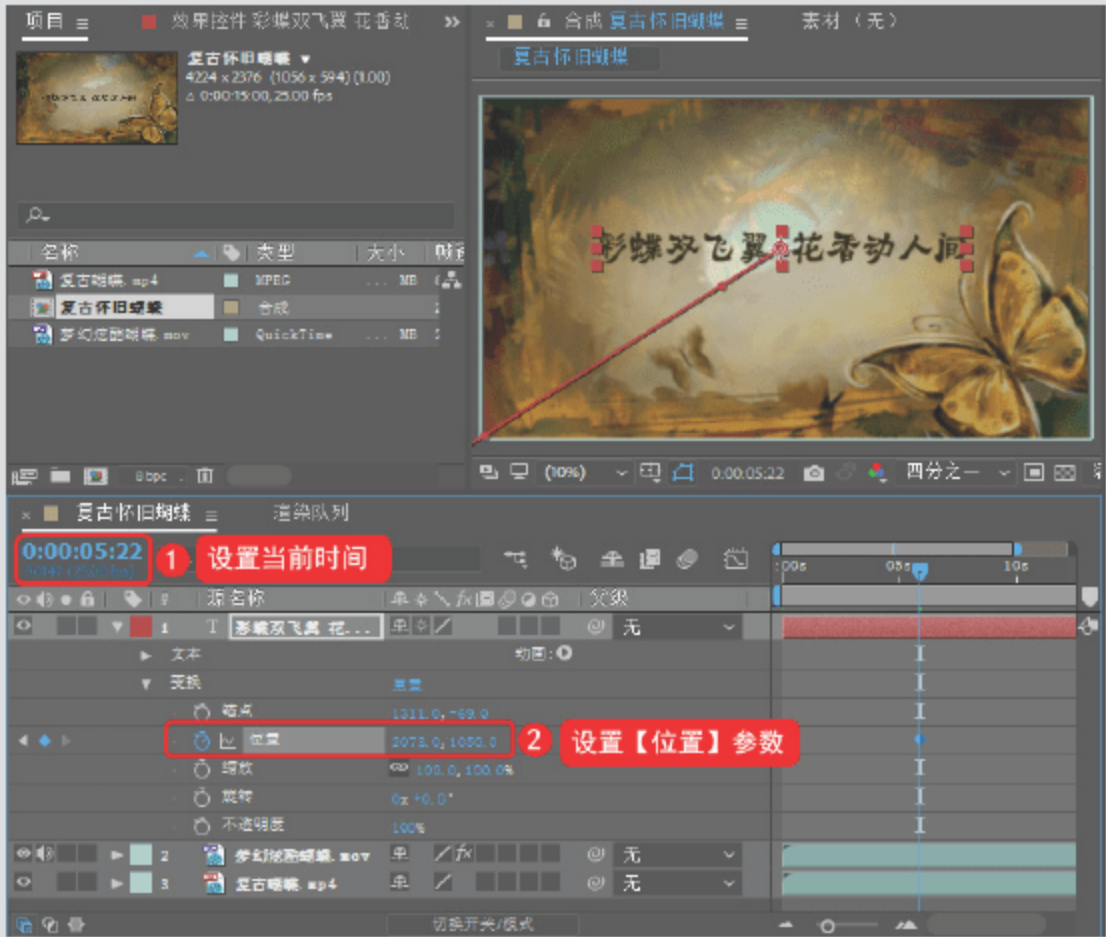 项目
效果控件 彩蝶双飞翼 花香动
»
合成 复古怀旧蝴蝶
素材 （无）
复古怀旧蝴蝶
复古怀旧蝴蝶
4224 x 2376 (1056 x 594) (1.00)
Δ 0:00:15:00, 25.00 fps
彩蝶双飞翼 花香动人间
名称
类型
大小
复古蝴蝶.mp4
MPEG
... MB
复古怀旧蝴蝶
合成
梦幻炫酷蝴蝶.mov
QuickTime
... MB
8 bpc
(10%)
0:00:05:22
四分之一
复古怀旧蝴蝶
渲染队列
0:00:05:22
1 设置当前时间
:00s
05s
10s
源名称
父级
1
T 彩蝶双飞翼 花...
无
文本
动画:
变换
重置
锚点
1311.0,-69.0
位置
2 设置【位置】参数
缩放
100.0,100.0%
旋转
0x +0.0°
不透明度
100%
2
梦幻炫酷蝴蝶.mov
无
3
复古蝴蝶.mp4
无
切换开关/模式